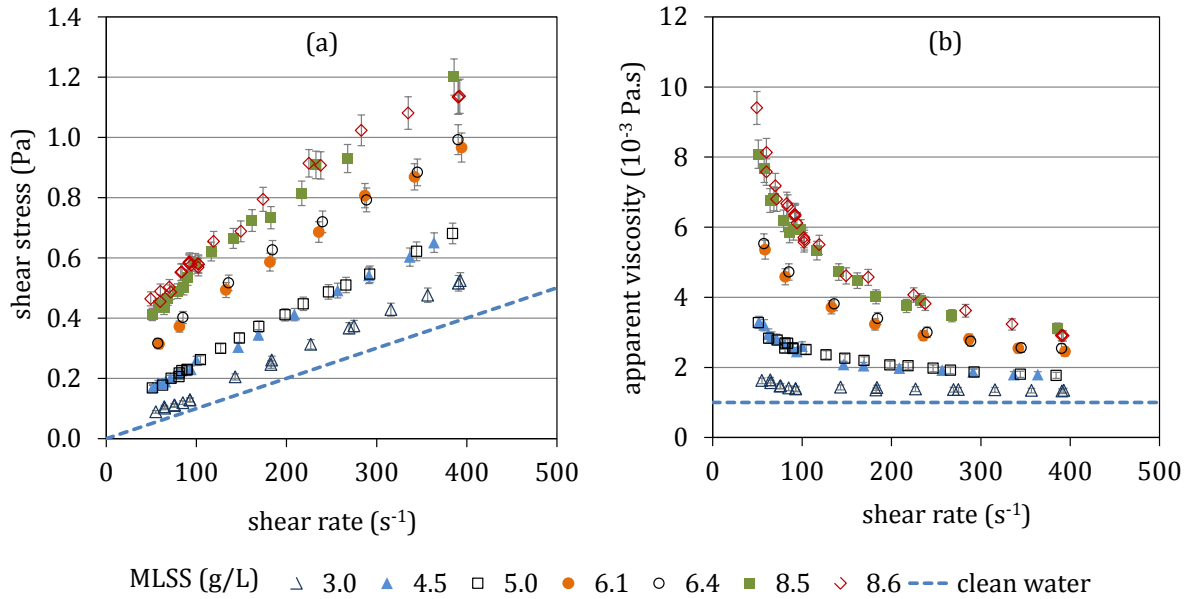 (a)
shear stress (Pa)
1.4
1.2
1.0
0.8
0.6
0.4
0.2
0.0
0 100 200 300 400 500
shear rate (s⁻¹)
(b)
apparent viscosity (10⁻³ Pa.s)
12
10
8
6
4
2
0
0 100 200 300 400 500
shear rate (s⁻¹)
MLSS (g/L) 3.0 4.5 5.0 6.1 6.4 8.5 8.6 clean water